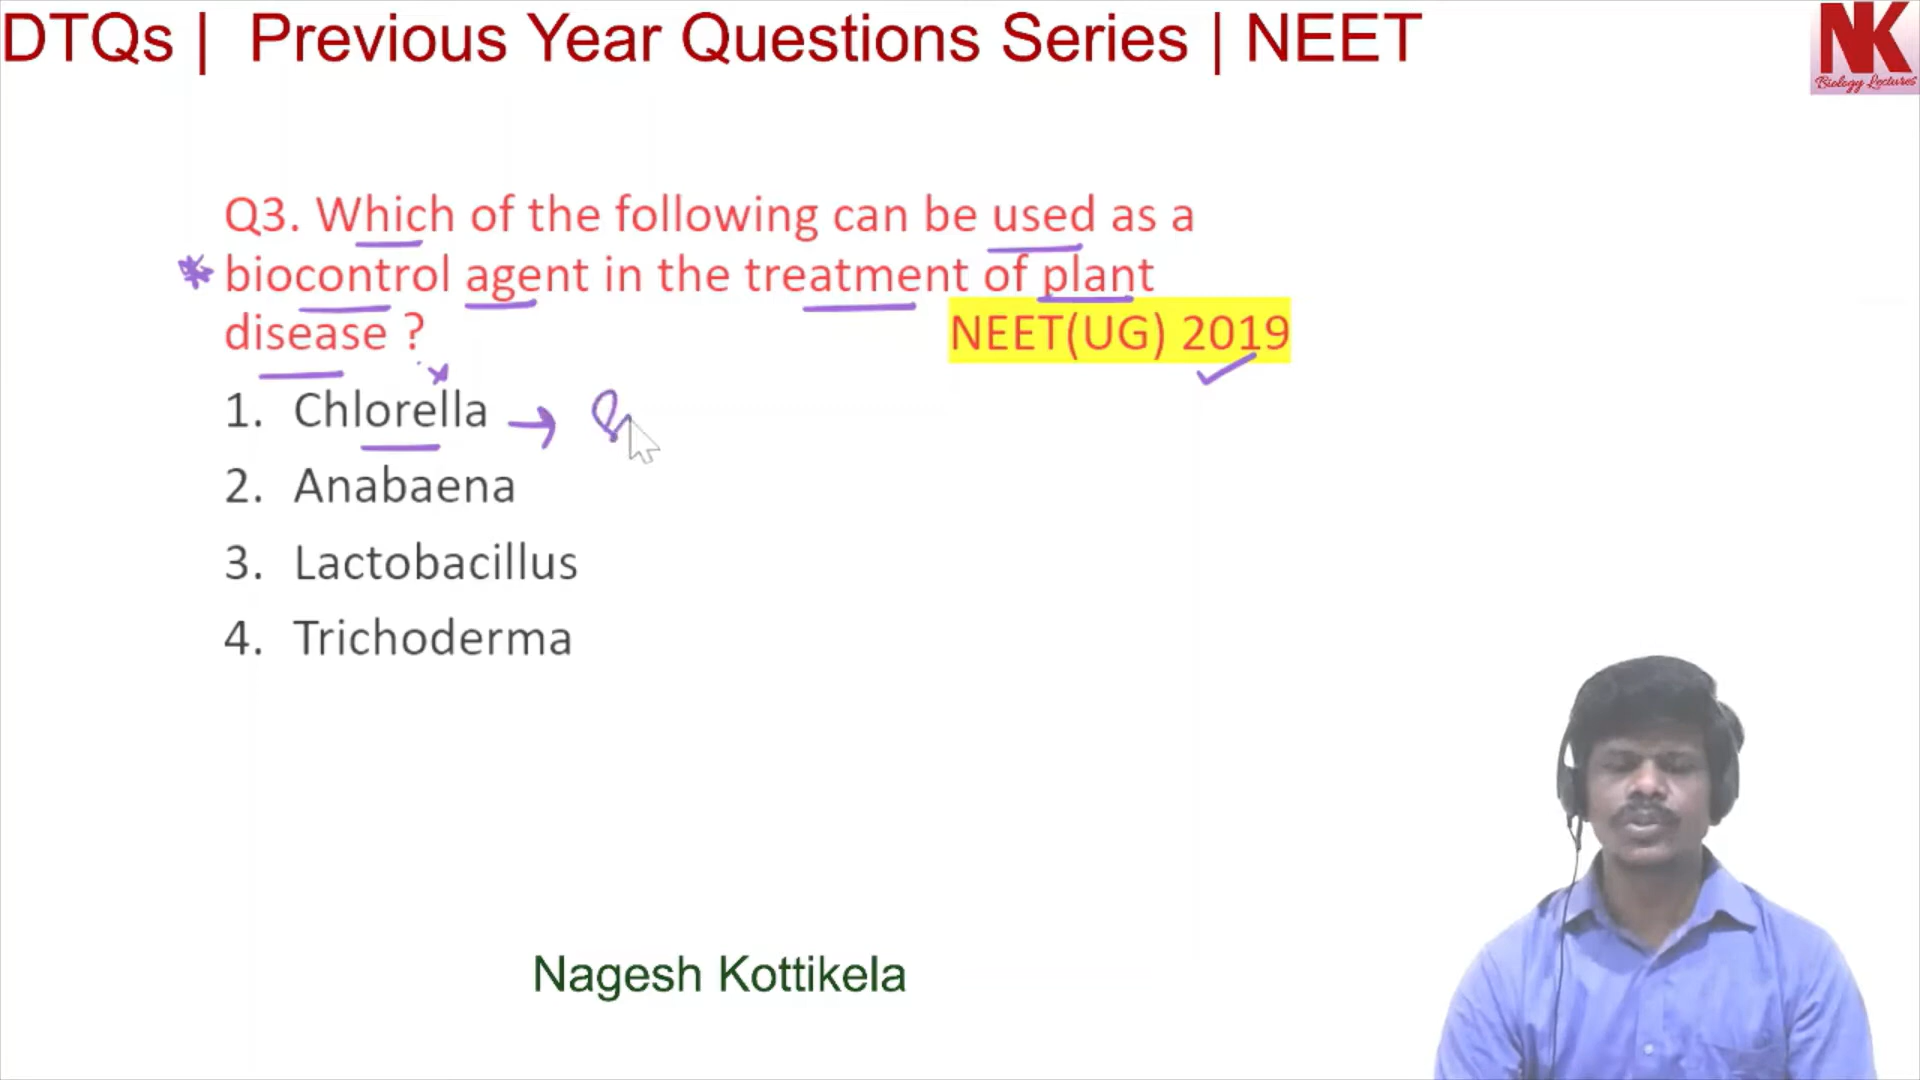 DTQs | Previous Year Questions Series | NEET
NK
Biology Lectures
Q3. Which of the following can be used as a
biocontrol agent in the treatment of plant
disease ?
NEET(UG) 2019
1. Chlorella
2. Anabaena
3. Lactobacillus
4. Trichoderma
Nagesh Kottikela